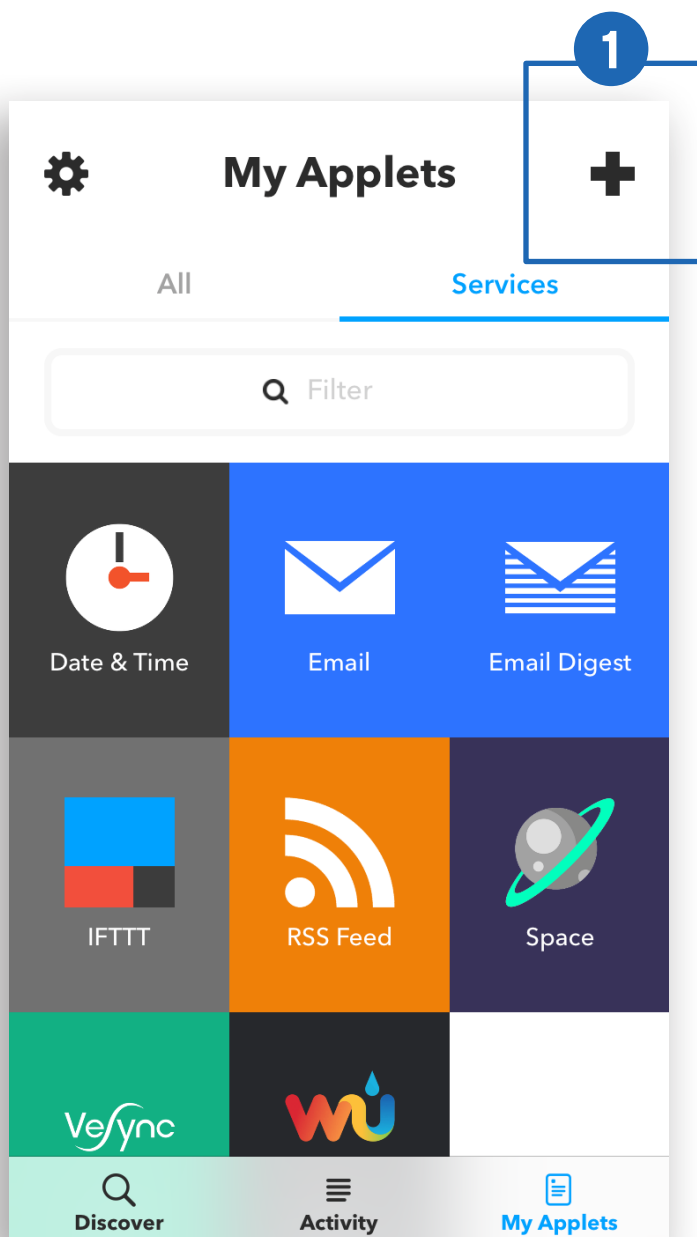 1
My Applets
All Services
Filter
Date & Time Email Email Digest
IFTTT RSS Feed Space
VeSync wu
Discover Activity My Applets